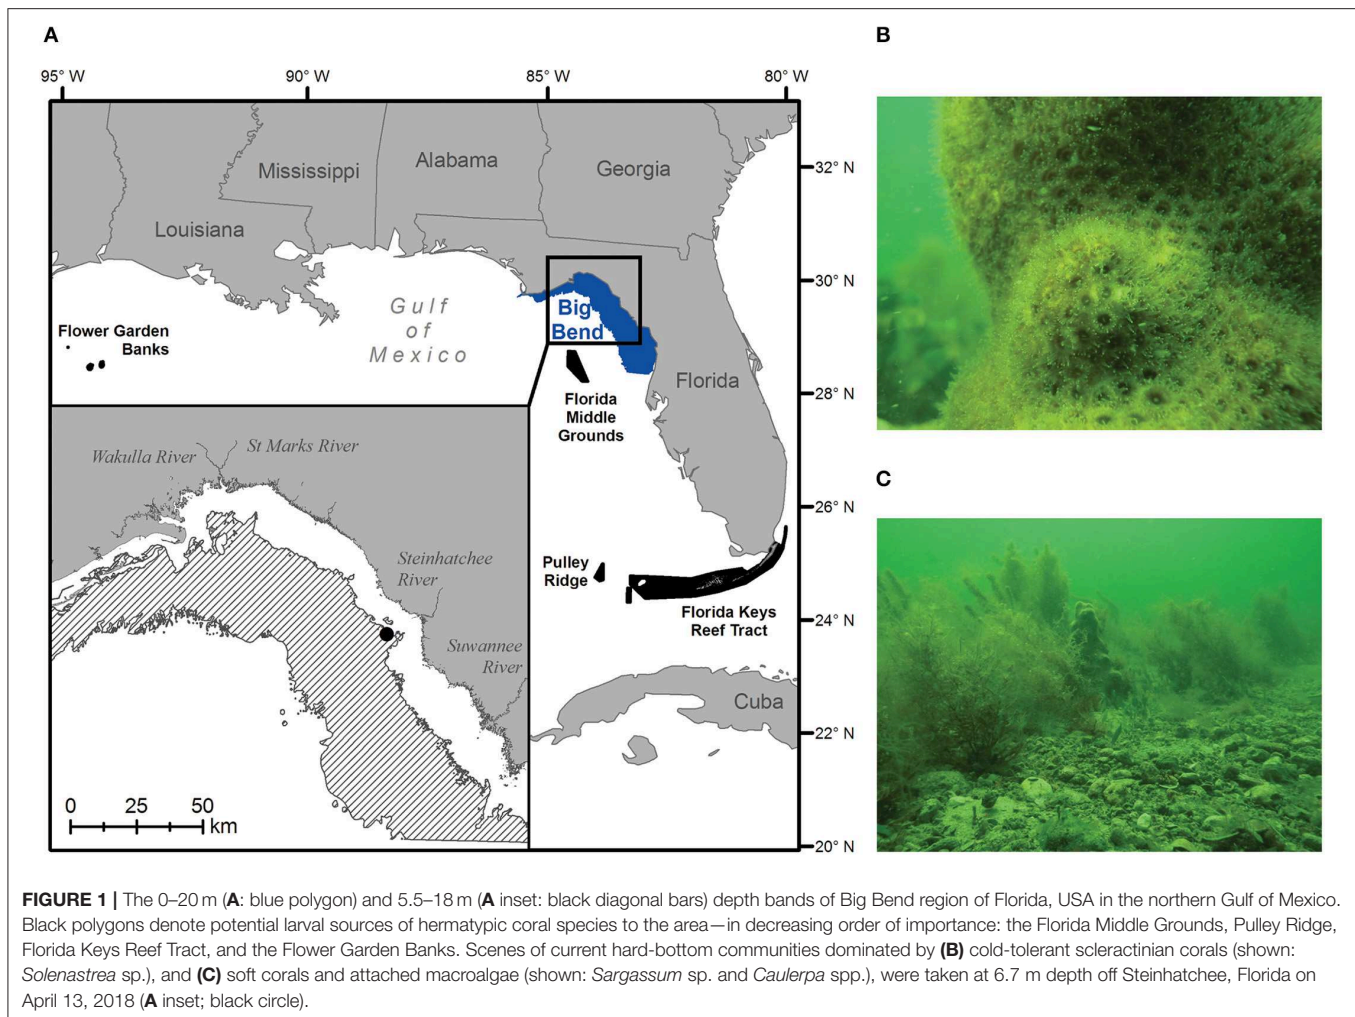 A
95° W
90° W
85° W
80° W
32° N
30° N
28° N
26° N
24° N
22° N
20° N
Mississippi
Alabama
Georgia
Louisiana
Gulf
of
Mexico
Big
Bend
Flower Garden
Banks
Florida
Florida
Middle
Grounds
Pulley
Ridge
Florida Keys
Reef Tract
Cuba
Wakulla River
St Marks River
Steinhatchee
River
Suwannee
River
0 25 50
km
B
C
FIGURE 1 | The 0–20 m (A: blue polygon) and 5.5–18 m (A inset: black diagonal bars) depth bands of Big Bend region of Florida, USA in the northern Gulf of Mexico.
Black polygons denote potential larval sources of hermatypic coral species to the area—in decreasing order of importance: the Florida Middle Grounds, Pulley Ridge,
Florida Keys Reef Tract, and the Flower Garden Banks. Scenes of current hard-bottom communities dominated by (B) cold-tolerant scleractinian corals (shown:
Solenastrea sp.), and (C) soft corals and attached macroalgae (shown: Sargassum sp. and Caulerpa spp.), were taken at 6.7 m depth off Steinhatchee, Florida on
April 13, 2018 (A inset; black circle).